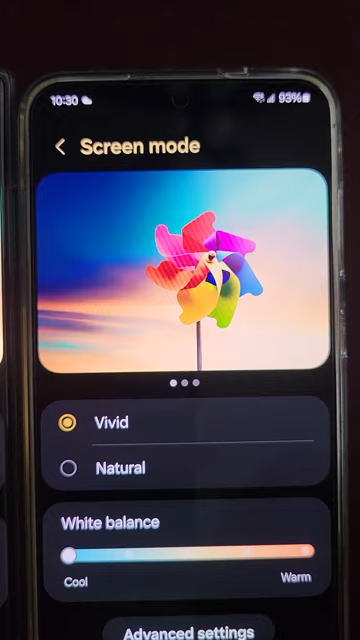 10:30
93%
Screen mode
Vivid
Natural
White balance
Cool
Warm
Advanced settings